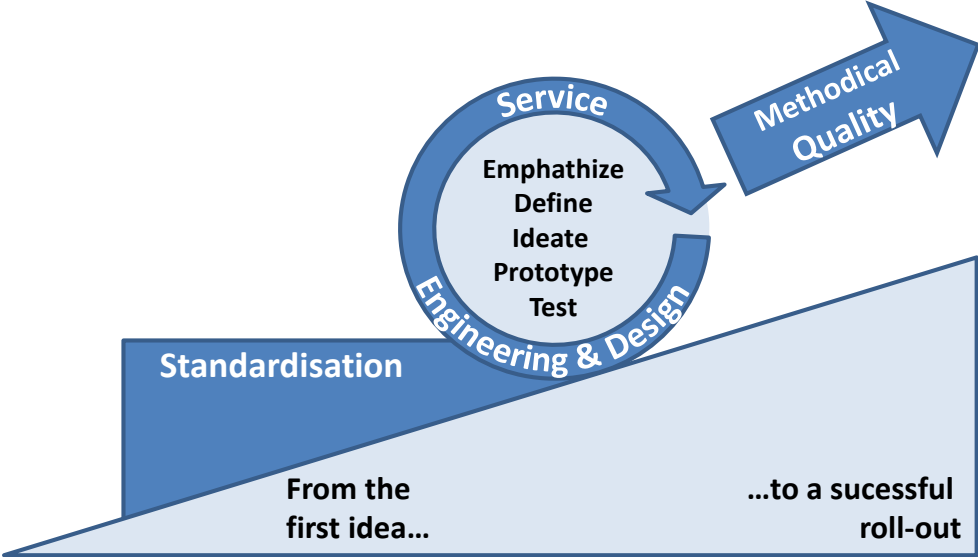 Service
Engineering & Design
Emphathize
Define
Ideate
Prototype
Test
Methodical
Quality
Standardisation
From the
first idea...
...to a sucessful
roll-out